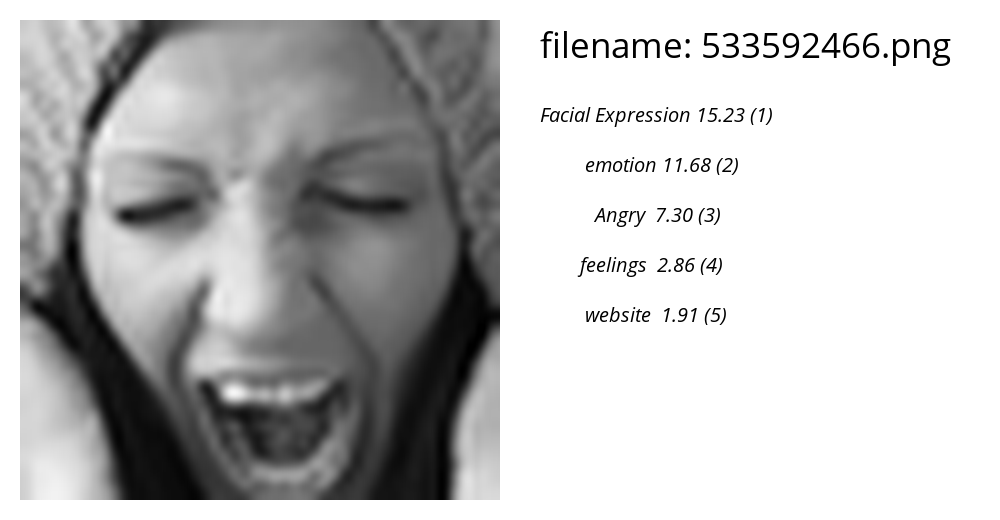 filename: 533592466.png
Facial Expression 15.23 (1)
emotion 11.68 (2)
Angry 7.30 (3)
feelings 2.86 (4)
website 1.91 (5)